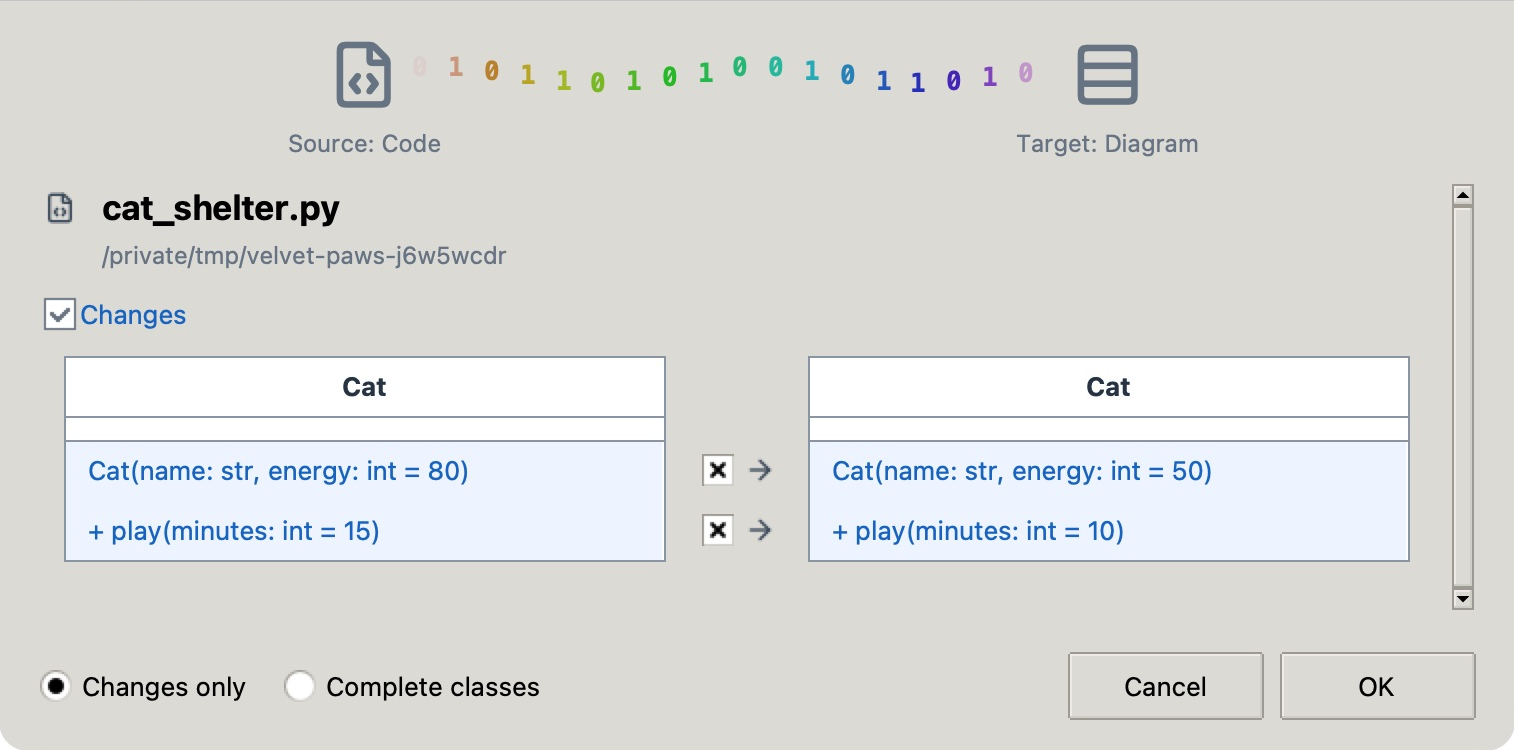 0 1 0 1 1 0 1 0 1 0 0 1 0 1 1 0 1 0
Source: Code
Target: Diagram
cat_shelter.py
/private/tmp/velvet-paws-j6w5wcdr
Changes
Cat
Cat
Cat(name: str, energy: int = 80)
Cat(name: str, energy: int = 50)
+ play(minutes: int = 15)
+ play(minutes: int = 10)
Changes only
Complete classes
Cancel
OK